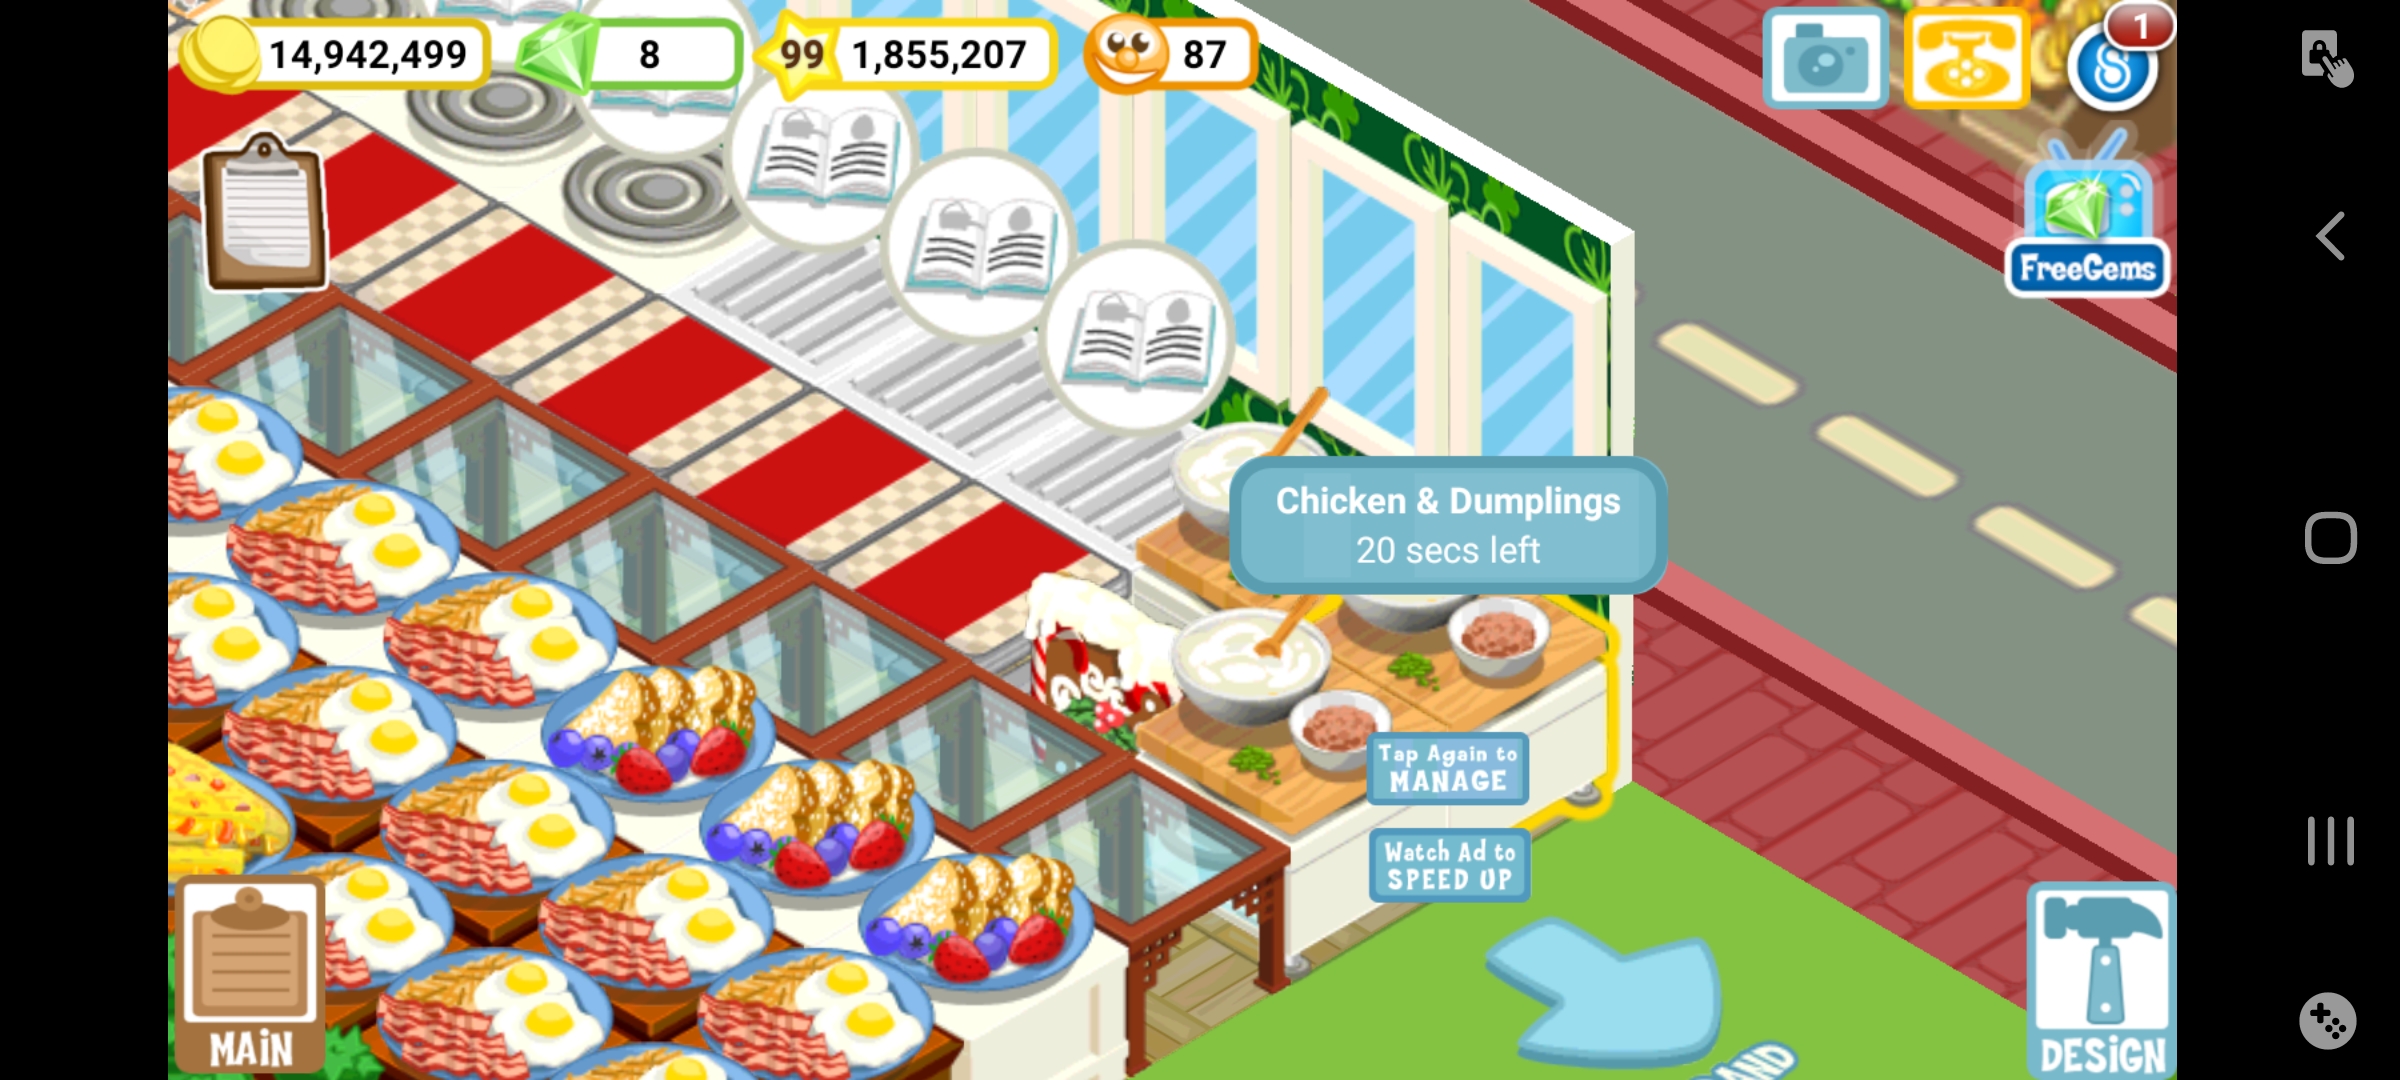 14,942,499
8
99
1,855,207
87
1
FreeGems
Chicken & Dumplings
20 secs left
Tap Again to
MANAGE
Watch Ad to
SPEED UP
MAiN
DESiGN